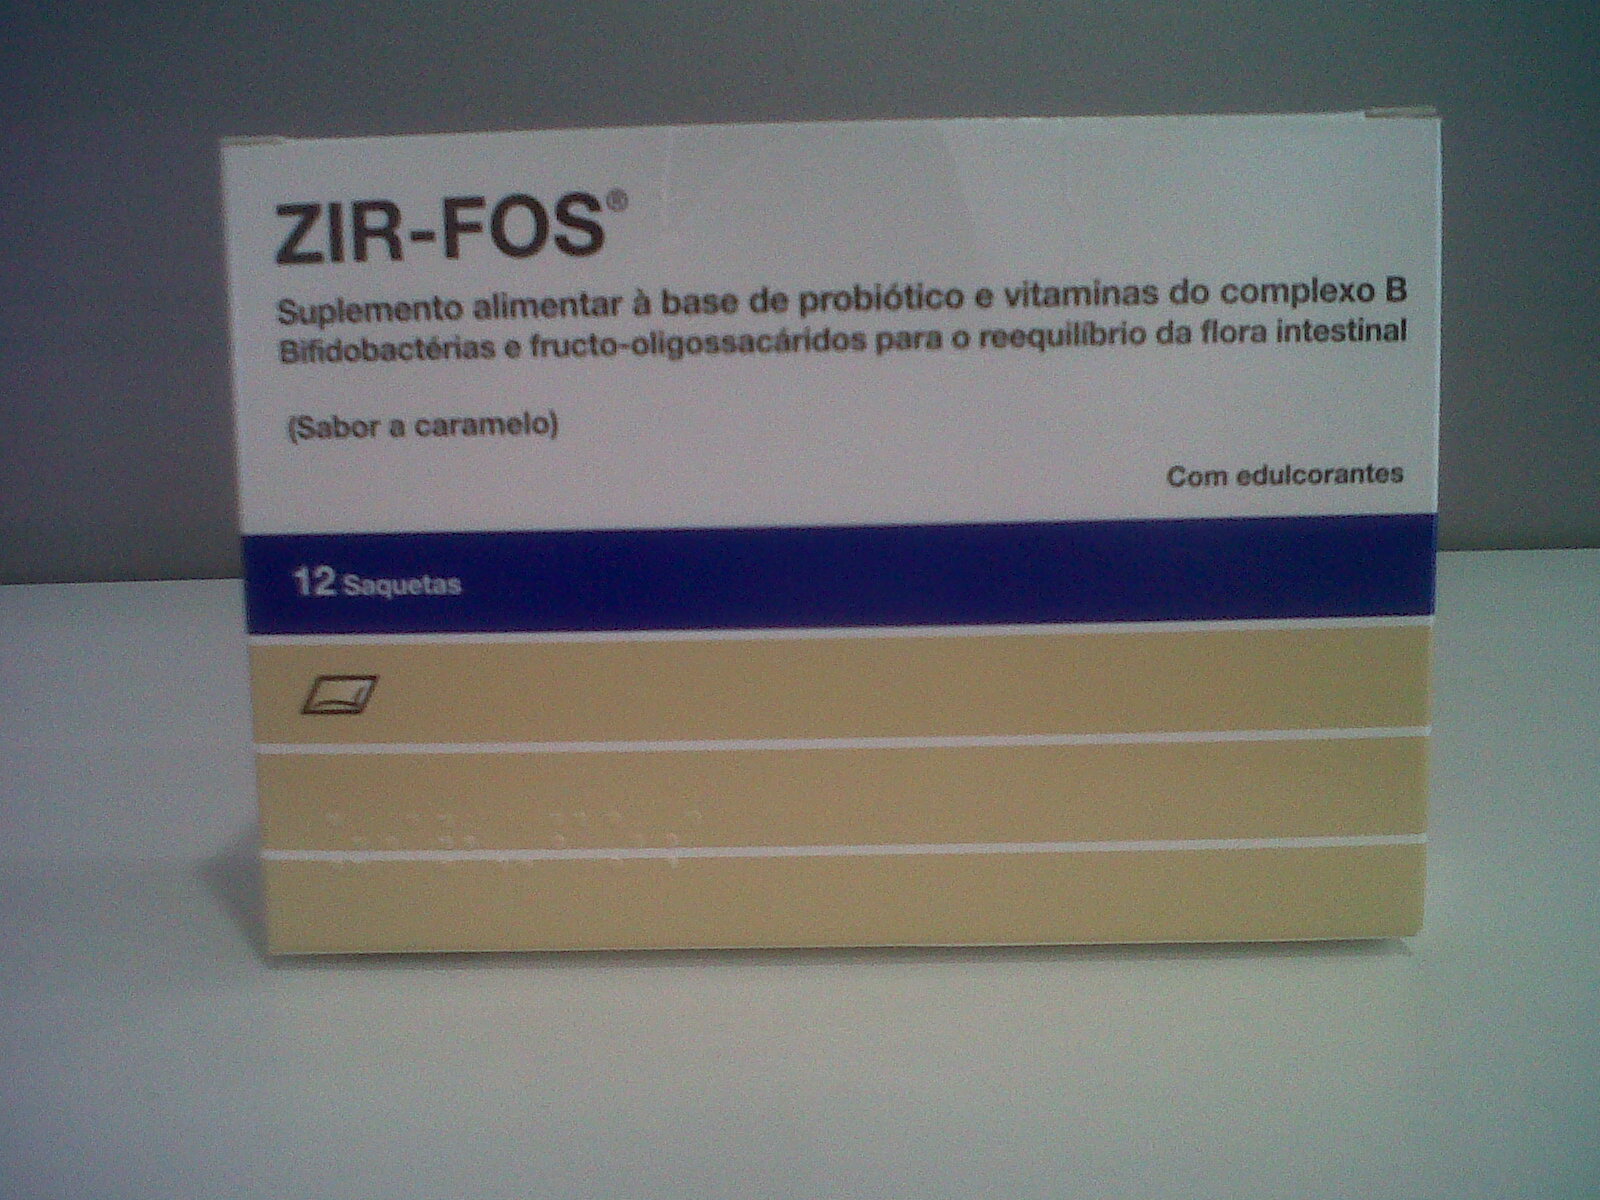 ZIR-FOS®
Suplemento alimentar à base de probiótico e vitaminas do complexo B
Bifidobactérias e fructo-oligossacáridos para o reequilíbrio da flora intestinal
(Sabor a caramelo)
Com edulcorantes
12 Saquetas